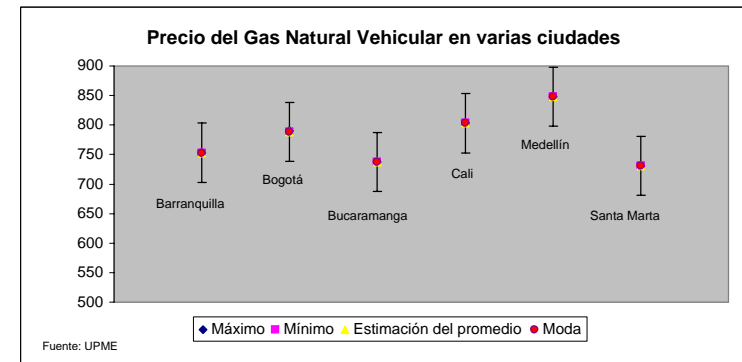 Precio del Gas Natural Vehicular en varias ciudades
900
850
800
750
700
650
600
550
500
Barranquilla
Bogotá
Bucaramanga
Cali
Medellín
Santa Marta
Máximo Mínimo Estimación del promedio Moda
Fuente: UPME